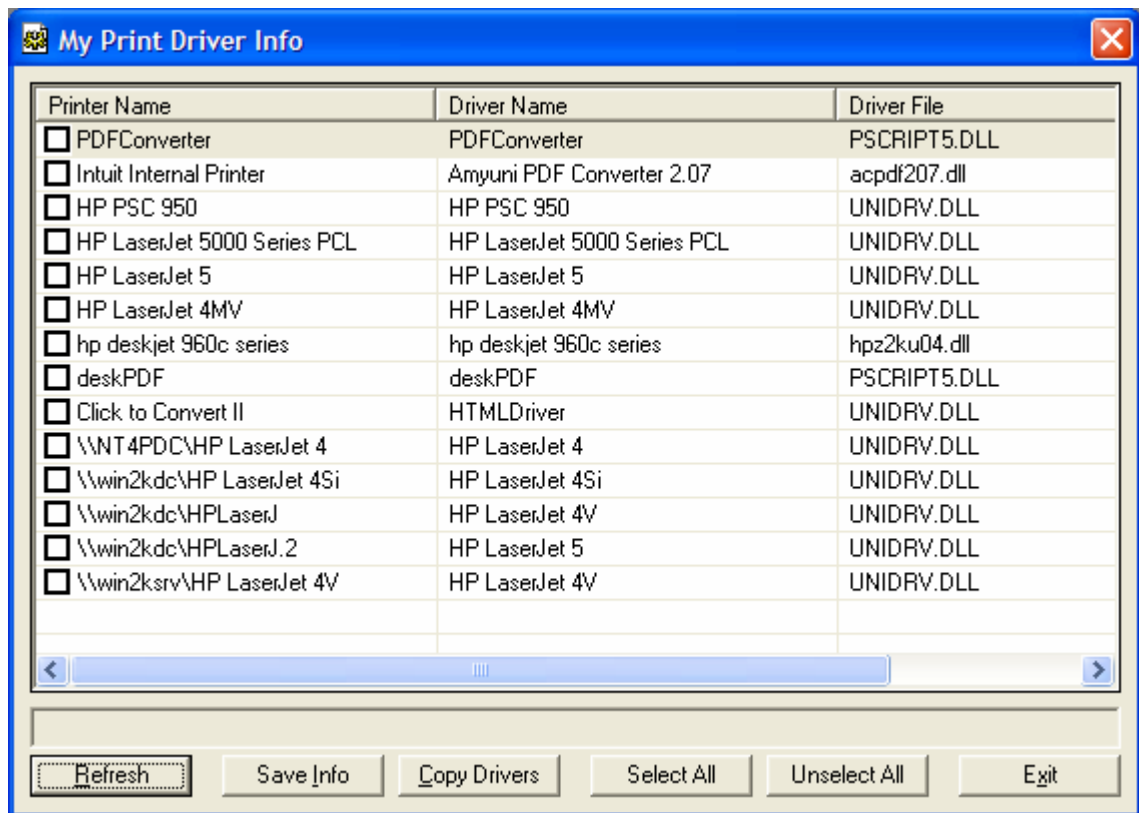 My Print Driver Info
Printer Name Driver Name Driver File
PDFConverter PDFConverter PSCRIPT5.DLL
Intuit Internal Printer Amyuni PDF Converter 2.07 acpdf207.dll
HP PSC 950 HP PSC 950 UNIDRV.DLL
HP LaserJet 5000 Series PCL HP LaserJet 5000 Series PCL UNIDRV.DLL
HP LaserJet 5 HP LaserJet 5 UNIDRV.DLL
HP LaserJet 4MV HP LaserJet 4MV UNIDRV.DLL
hp deskjet 960c series hp deskjet 960c series hpz2ku04.dll
deskPDF deskPDF PSCRIPT5.DLL
Click to Convert II HTMLDriver UNIDRV.DLL
\\NT4PDC\HP LaserJet 4 HP LaserJet 4 UNIDRV.DLL
\\win2kdc\HP LaserJet 4Si HP LaserJet 4Si UNIDRV.DLL
\\win2kdc\HPLaserJ HP LaserJet 4V UNIDRV.DLL
\\win2kdc\HPLaserJ.2 HP LaserJet 5 UNIDRV.DLL
\\win2ksrv\HP LaserJet 4V HP LaserJet 4V UNIDRV.DLL
Refresh Save Info Copy Drivers Select All Unselect All Exit